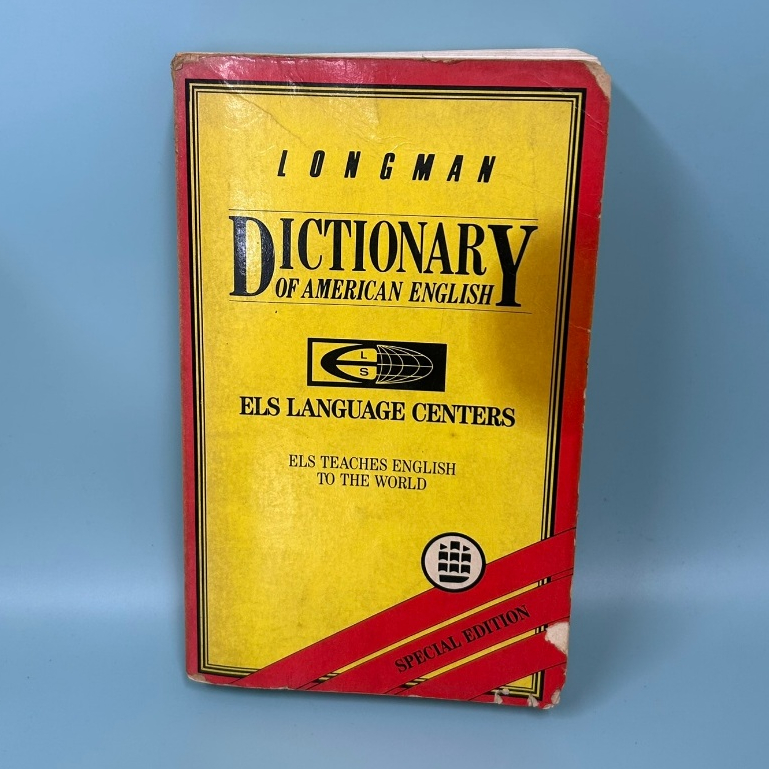 LONGMAN
DICTIONARY
OF AMERICAN ENGLISH
L
S
ELS LANGUAGE CENTERS
ELS TEACHES ENGLISH
TO THE WORLD
SPECIAL EDITION